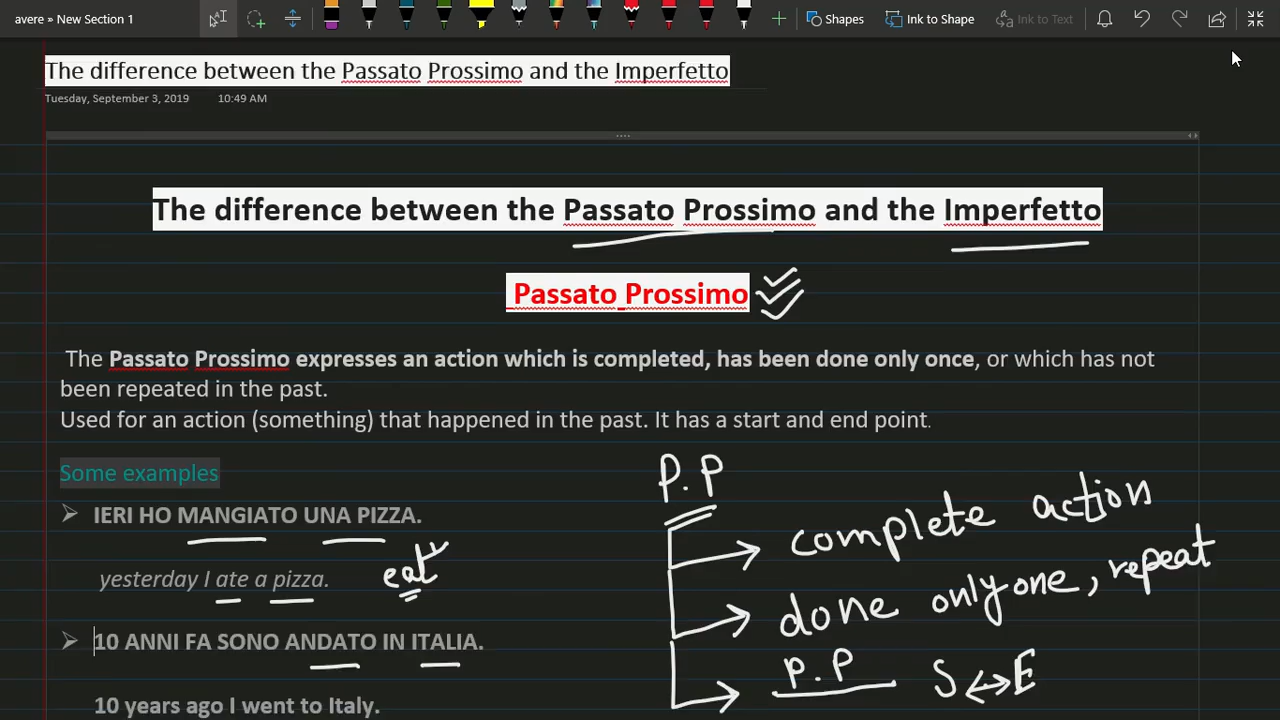 avere » New Section 1
Shapes
Ink to Shape
Ink to Text
The difference between the Passato Prossimo and the Imperfetto
Tuesday, September 3, 2019 10:49 AM
The difference between the Passato Prossimo and the Imperfetto
Passato Prossimo
The Passato Prossimo expresses an action which is completed, has been done only once, or which has not
been repeated in the past.
Used for an action (something) that happened in the past. It has a start and end point.
Some examples
P.P
IERI HO MANGIATO UNA PIZZA.
complete action
yesterday I ate a pizza.
eat
done only one, repeat
10 ANNI FA SONO ANDATO IN ITALIA.
P.P S ↔ E
10 years ago I went to Italy.